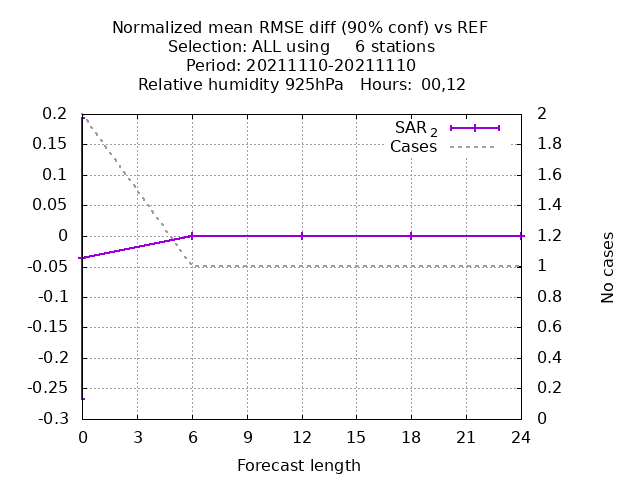 Normalized mean RMSE diff (90% conf) vs REF
Selection: ALL using     6 stations
Period: 20211110-20211110
Relative humidity 925hPa   Hours: 00,12
SAR 2
Cases
0.2
0.15
0.1
0.05
0
-0.05
-0.1
-0.15
-0.2
-0.25
-0.3
2
1.8
1.6
1.4
1.2
1
0.8
0.6
0.4
0.2
0
No cases
0 3 6 9 12 15 18 21 24
Forecast length